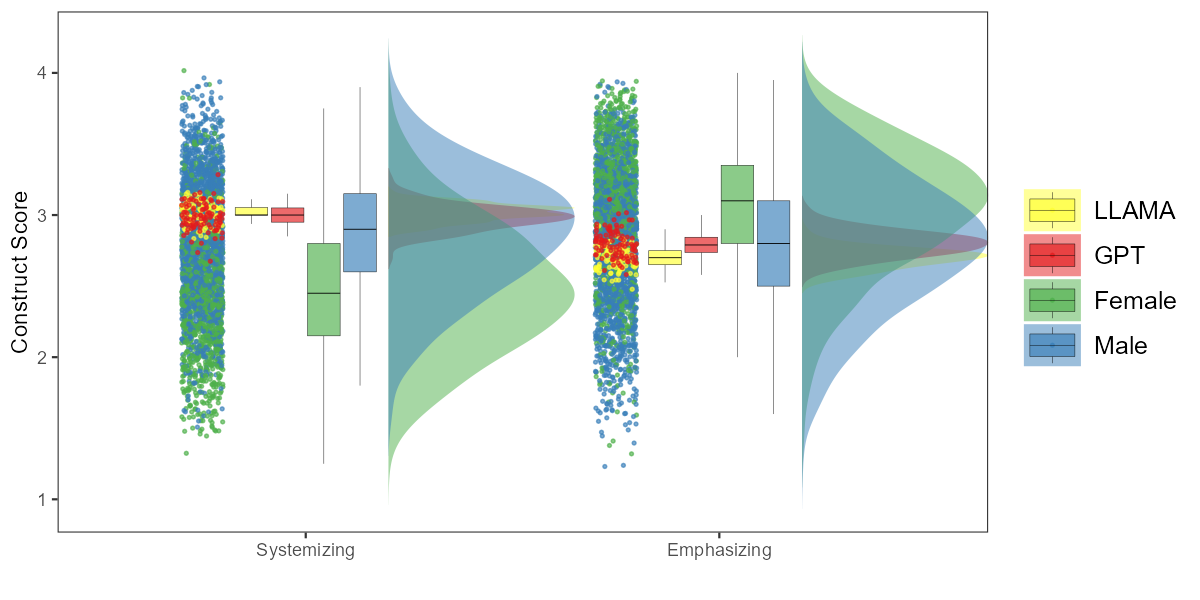 Construct Score
4
3
2
1
Systemizing
Emphasizing
LLAMA
GPT
Female
Male